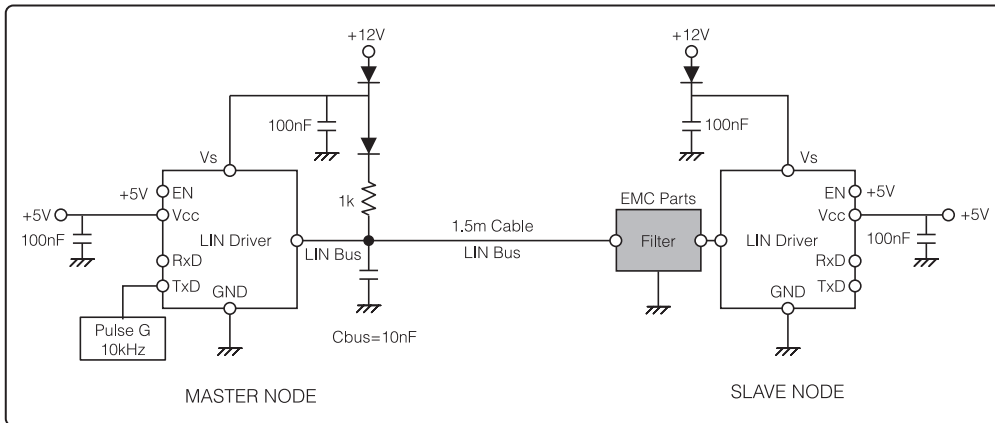 +12V
100nF
Vs
+5V
EN
+5V
Vcc
100nF
LIN Driver
RxD
TxD
GND
Pulse G
10kHz
1k
LIN Bus
Cbus=10nF
MASTER NODE
1.5m Cable
LIN Bus
EMC Parts
Filter
+12V
100nF
Vs
EN
+5V
Vcc
+5V
LIN Driver
100nF
RxD
TxD
GND
SLAVE NODE